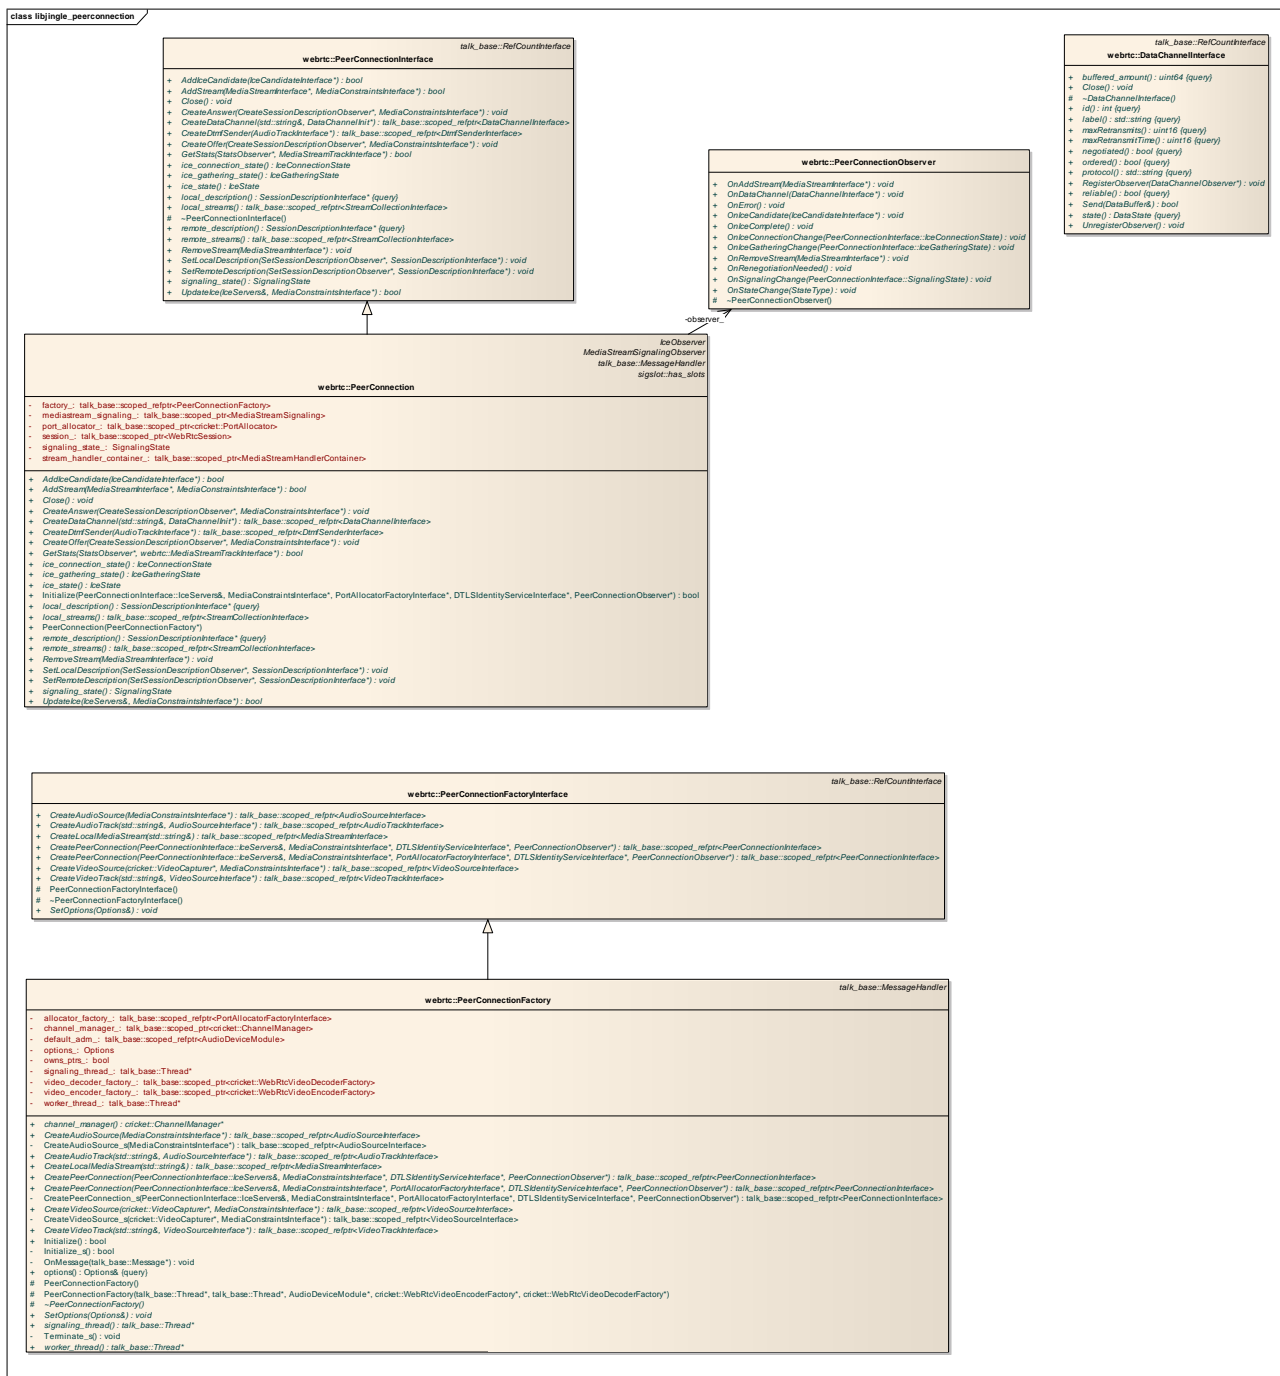 class libjingle_peerconnection
talk_base::RefCountInterface
webrtc::PeerConnectionInterface
+ AddIceCandidate(IceCandidateInterface*) : bool
+ AddStream(MediaStreamInterface*, MediaConstraintsInterface*) : bool
+ Close() : void
+ CreateAnswer(CreateSessionDescriptionObserver*, MediaConstraintsInterface*) : void
+ CreateDataChannel(std::string&, DataChannelInit*) : talk_base::scoped_refptr<DataChannelInterface>
+ CreateDtmfSender(AudioTrackInterface*) : talk_base::scoped_refptr<DtmfSenderInterface>
+ CreateOffer(CreateSessionDescriptionObserver*, MediaConstraintsInterface*) : void
+ GetStats(StatsObserver*, MediaStreamTrackInterface*) : bool
+ ice_connection_state() : IceConnectionState
+ ice_gathering_state() : IceGatheringState
+ ice_state() : IceState
+ local_description() : SessionDescriptionInterface* {query}
+ local_streams() : talk_base::scoped_refptr<StreamCollectionInterface>
# ~PeerConnectionInterface()
+ remote_description() : SessionDescriptionInterface* {query}
+ remote_streams() : talk_base::scoped_refptr<StreamCollectionInterface>
+ RemoveStream(MediaStreamInterface*) : void
+ SetLocalDescription(SetSessionDescriptionObserver*, SessionDescriptionInterface*) : void
+ SetRemoteDescription(SetSessionDescriptionObserver*, SessionDescriptionInterface*) : void
+ signaling_state() : SignalingState
+ UpdateIce(IceServers&, MediaConstraintsInterface*) : bool
webrtc::PeerConnectionObserver
+ OnAddStream(MediaStreamInterface*) : void
+ OnDataChannel(DataChannelInterface*) : void
+ OnError() : void
+ OnIceCandidate(IceCandidateInterface*) : void
+ OnIceComplete() : void
+ OnIceConnectionChange(PeerConnectionInterface::IceConnectionState) : void
+ OnIceGatheringChange(PeerConnectionInterface::IceGatheringState) : void
+ OnRemoveStream(MediaStreamInterface*) : void
+ OnRenegotiationNeeded() : void
+ OnSignalingChange(PeerConnectionInterface::SignalingState) : void
+ OnStateChange(StateType) : void
# ~PeerConnectionObserver()
talk_base::RefCountInterface
webrtc::DataChannelInterface
+ buffered_amount() : uint64 {query}
+ Close() : void
# ~DataChannelInterface()
+ id() : int {query}
+ label() : std::string {query}
+ maxRetransmits() : uint16 {query}
+ maxRetransmitTime() : uint16 {query}
+ negotiated() : bool {query}
+ ordered() : bool {query}
+ protocol() : std::string {query}
+ RegisterObserver(DataChannelObserver*) : void
+ reliable() : bool {query}
+ Send(DataBuffer&) : bool
+ state() : DataState {query}
+ UnregisterObserver() : void
-observer_
IceObserver
MediaStreamSignalingObserver
talk_base::MessageHandler
sigslot::has_slots
webrtc::PeerConnection
- factory_: talk_base::scoped_refptr<PeerConnectionFactory>
- mediastream_signaling_: talk_base::scoped_ptr<MediaStreamSignaling>
- port_allocator_: talk_base::scoped_ptr<cricket::PortAllocator>
- session_: talk_base::scoped_ptr<WebRtcSession>
- signaling_state_: SignalingState
- stream_handler_container_: talk_base::scoped_ptr<MediaStreamHandlerContainer>
+ AddIceCandidate(IceCandidateInterface*) : bool
+ AddStream(MediaStreamInterface*, MediaConstraintsInterface*) : bool
+ Close() : void
+ CreateAnswer(CreateSessionDescriptionObserver*, MediaConstraintsInterface*) : void
+ CreateDataChannel(std::string&, DataChannelInit*) : talk_base::scoped_refptr<DataChannelInterface>
+ CreateDtmfSender(AudioTrackInterface*) : talk_base::scoped_refptr<DtmfSenderInterface>
+ CreateOffer(CreateSessionDescriptionObserver*, MediaConstraintsInterface*) : void
+ GetStats(StatsObserver*, webrtc::MediaStreamTrackInterface*) : bool
+ ice_connection_state() : IceConnectionState
+ ice_gathering_state() : IceGatheringState
+ ice_state() : IceState
+ Initialize(PeerConnectionInterface::IceServers&, MediaConstraintsInterface*, PortAllocatorFactoryInterface*, DTLSIdentityServiceInterface*, PeerConnectionObserver*) : bool
+ local_description() : SessionDescriptionInterface* {query}
+ local_streams() : talk_base::scoped_refptr<StreamCollectionInterface>
+ PeerConnection(PeerConnectionFactory*)
+ remote_description() : SessionDescriptionInterface* {query}
+ remote_streams() : talk_base::scoped_refptr<StreamCollectionInterface>
+ RemoveStream(MediaStreamInterface*) : void
+ SetLocalDescription(SetSessionDescriptionObserver*, SessionDescriptionInterface*) : void
+ SetRemoteDescription(SetSessionDescriptionObserver*, SessionDescriptionInterface*) : void
+ signaling_state() : SignalingState
+ UpdateIce(IceServers&, MediaConstraintsInterface*) : bool
talk_base::RefCountInterface
webrtc::PeerConnectionFactoryInterface
+ CreateAudioSource(MediaConstraintsInterface*) : talk_base::scoped_refptr<AudioSourceInterface>
+ CreateAudioTrack(std::string&, AudioSourceInterface*) : talk_base::scoped_refptr<AudioTrackInterface>
+ CreateLocalMediaStream(std::string&) : talk_base::scoped_refptr<MediaStreamInterface>
+ CreatePeerConnection(PeerConnectionInterface::IceServers&, MediaConstraintsInterface*, DTLSIdentityServiceInterface*, PeerConnectionObserver*) : talk_base::scoped_refptr<PeerConnectionInterface>
+ CreatePeerConnection(PeerConnectionInterface::IceServers&, MediaConstraintsInterface*, PortAllocatorFactoryInterface*, DTLSIdentityServiceInterface*, PeerConnectionObserver*) : talk_base::scoped_refptr<PeerConnectionInterface>
+ CreateVideoSource(cricket::VideoCapturer*, MediaConstraintsInterface*) : talk_base::scoped_refptr<VideoSourceInterface>
+ CreateVideoTrack(std::string&, VideoSourceInterface*) : talk_base::scoped_refptr<VideoTrackInterface>
# PeerConnectionFactoryInterface()
# ~PeerConnectionFactoryInterface()
+ SetOptions(Options&) : void
talk_base::MessageHandler
webrtc::PeerConnectionFactory
- allocator_factory_: talk_base::scoped_refptr<PortAllocatorFactoryInterface>
- channel_manager_: talk_base::scoped_ptr<cricket::ChannelManager>
- default_adm_: talk_base::scoped_refptr<AudioDeviceModule>
- options_: Options
- owns_ptrs_: bool
- signaling_thread_: talk_base::Thread*
- video_decoder_factory_: talk_base::scoped_ptr<cricket::WebRtcVideoDecoderFactory>
- video_encoder_factory_: talk_base::scoped_ptr<cricket::WebRtcVideoEncoderFactory>
- worker_thread_: talk_base::Thread*
+ channel_manager() : cricket::ChannelManager*
+ CreateAudioSource(MediaConstraintsInterface*) : talk_base::scoped_refptr<AudioSourceInterface>
- CreateAudioSource_s(MediaConstraintsInterface*) : talk_base::scoped_refptr<AudioSourceInterface>
+ CreateAudioTrack(std::string&, AudioSourceInterface*) : talk_base::scoped_refptr<AudioTrackInterface>
+ CreateLocalMediaStream(std::string&) : talk_base::scoped_refptr<MediaStreamInterface>
+ CreatePeerConnection(PeerConnectionInterface::IceServers&, MediaConstraintsInterface*, DTLSIdentityServiceInterface*, PeerConnectionObserver*) : talk_base::scoped_refptr<PeerConnectionInterface>
+ CreatePeerConnection(PeerConnectionInterface::IceServers&, MediaConstraintsInterface*, PortAllocatorFactoryInterface*, DTLSIdentityServiceInterface*, PeerConnectionObserver*) : talk_base::scoped_refptr<PeerConnectionInterface>
- CreatePeerConnection_s(PeerConnectionInterface::IceServers&, MediaConstraintsInterface*, PortAllocatorFactoryInterface*, DTLSIdentityServiceInterface*, PeerConnectionObserver*) : talk_base::scoped_refptr<PeerConnectionInterface>
+ CreateVideoSource(cricket::VideoCapturer*, MediaConstraintsInterface*) : talk_base::scoped_refptr<VideoSourceInterface>
- CreateVideoSource_s(cricket::VideoCapturer*, MediaConstraintsInterface*) : talk_base::scoped_refptr<VideoSourceInterface>
+ CreateVideoTrack(std::string&, VideoSourceInterface*) : talk_base::scoped_refptr<VideoTrackInterface>
+ Initialize() : bool
- Initialize_s() : bool
- OnMessage(talk_base::Message*) : void
+ options() : Options& {query}
# PeerConnectionFactory()
# PeerConnectionFactory(talk_base::Thread*, talk_base::Thread*, AudioDeviceModule*, cricket::WebRtcVideoEncoderFactory*, cricket::WebRtcVideoDecoderFactory*)
# ~PeerConnectionFactory()
+ SetOptions(Options&) : void
+ signaling_thread() : talk_base::Thread*
- Terminate_s() : void
+ worker_thread() : talk_base::Thread*